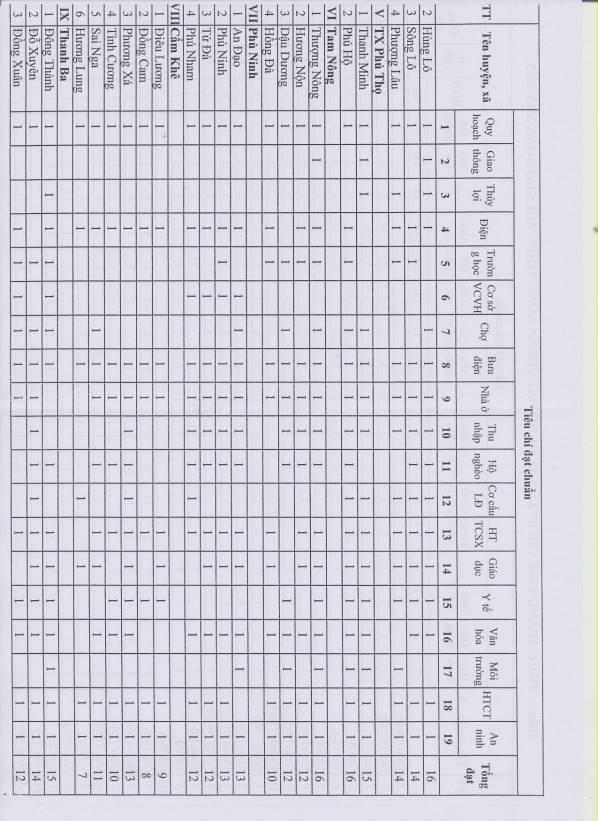 TT Tên huyện, xã Tiêu chí đạt chuẩn Tổng đạt
Quy hoạch Giao thông Thủy lợi Điện Trườn g học Cơ sở VCVH Chợ Bưu điện Nhà ở Thu nhập Hộ nghèo Cơ cấu LĐ HT TCSX Giáo dục Y tế Văn hóa Môi trường HTCT An ninh
1 2 3 4 5 6 7 8 9 10 11 12 13 14 15 16 17 18 19
2 Hùng Lô 1 1 1 1 1 1 1 1 1 1 1 1 1 1 1 1 16
3 Sông Lô 1 1 1 1 1 1 1 1 1 1 1 1 1 1 14
4 Phượng Lâu 1 1 1 1 1 1 1 1 1 1 1 1 1 1 14
V TX Phú Thọ
1 Thanh Minh 1 1 1 1 1 1 1 1 1 1 1 1 1 1 1 15
2 Phú Hộ 1 1 1 1 1 1 1 1 1 1 1 1 1 1 1 1 16
VI Tam Nông
1 Thượng Nông 1 1 1 1 1 1 1 1 1 1 1 1 1 1 1 1 16
2 Hương Nộn 1 1 1 1 1 1 1 1 1 1 1 1 12
3 Dậu Dương 1 1 1 1 1 1 1 1 1 1 1 1 12
4 Hồng Đà 1 1 1 1 1 1 1 1 1 1 10
VII Phù Ninh
1 An Đạo 1 1 1 1 1 1 1 1 1 1 1 1 1 13
2 Phú Ninh 1 1 1 1 1 1 1 1 1 1 1 1 1 13
3 Tử Đà 1 1 1 1 1 1 1 1 1 1 1 1 12
4 Phú Nham 1 1 1 1 1 1 1 1 1 1 1 1 12
VIII Cẩm Khê
1 Điêu Lương 1 1 1 1 1 1 1 1 1 9
2 Đồng Cam 1 1 1 1 1 1 1 1 8
3 Phương Xá 1 1 1 1 1 1 1 1 1 1 1 1 1 13
4 Tình Cương 1 1 1 1 1 1 1 1 1 1 10
5 Sai Nga 1 1 1 1 1 1 1 1 1 1 1 11
6 Hương Lung 1 1 1 1 1 1 1 7
IX Thanh Ba
1 Đông Thành 1 1 1 1 1 1 1 1 1 1 1 1 1 1 1 15
2 Đỗ Xuyên 1 1 1 1 1 1 1 1 1 1 1 1 1 1 14
3 Đồng Xuân 1 1 1 1 1 1 1 1 1 1 1 1 12